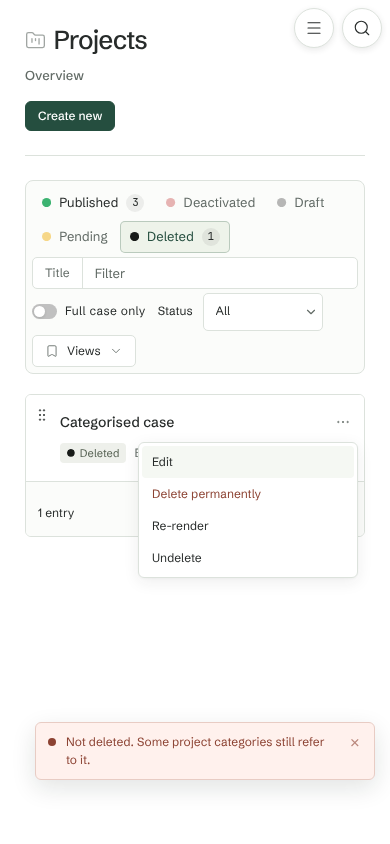 Projects
Overview
Create new
Published 3 Deactivated Draft
Pending Deleted 1
Title Filter
Full case only Status All
Views
Categorised case
Deleted
Edit
Delete permanently
1 entry
Re-render
Undelete
Not deleted. Some project categories still refer
to it.